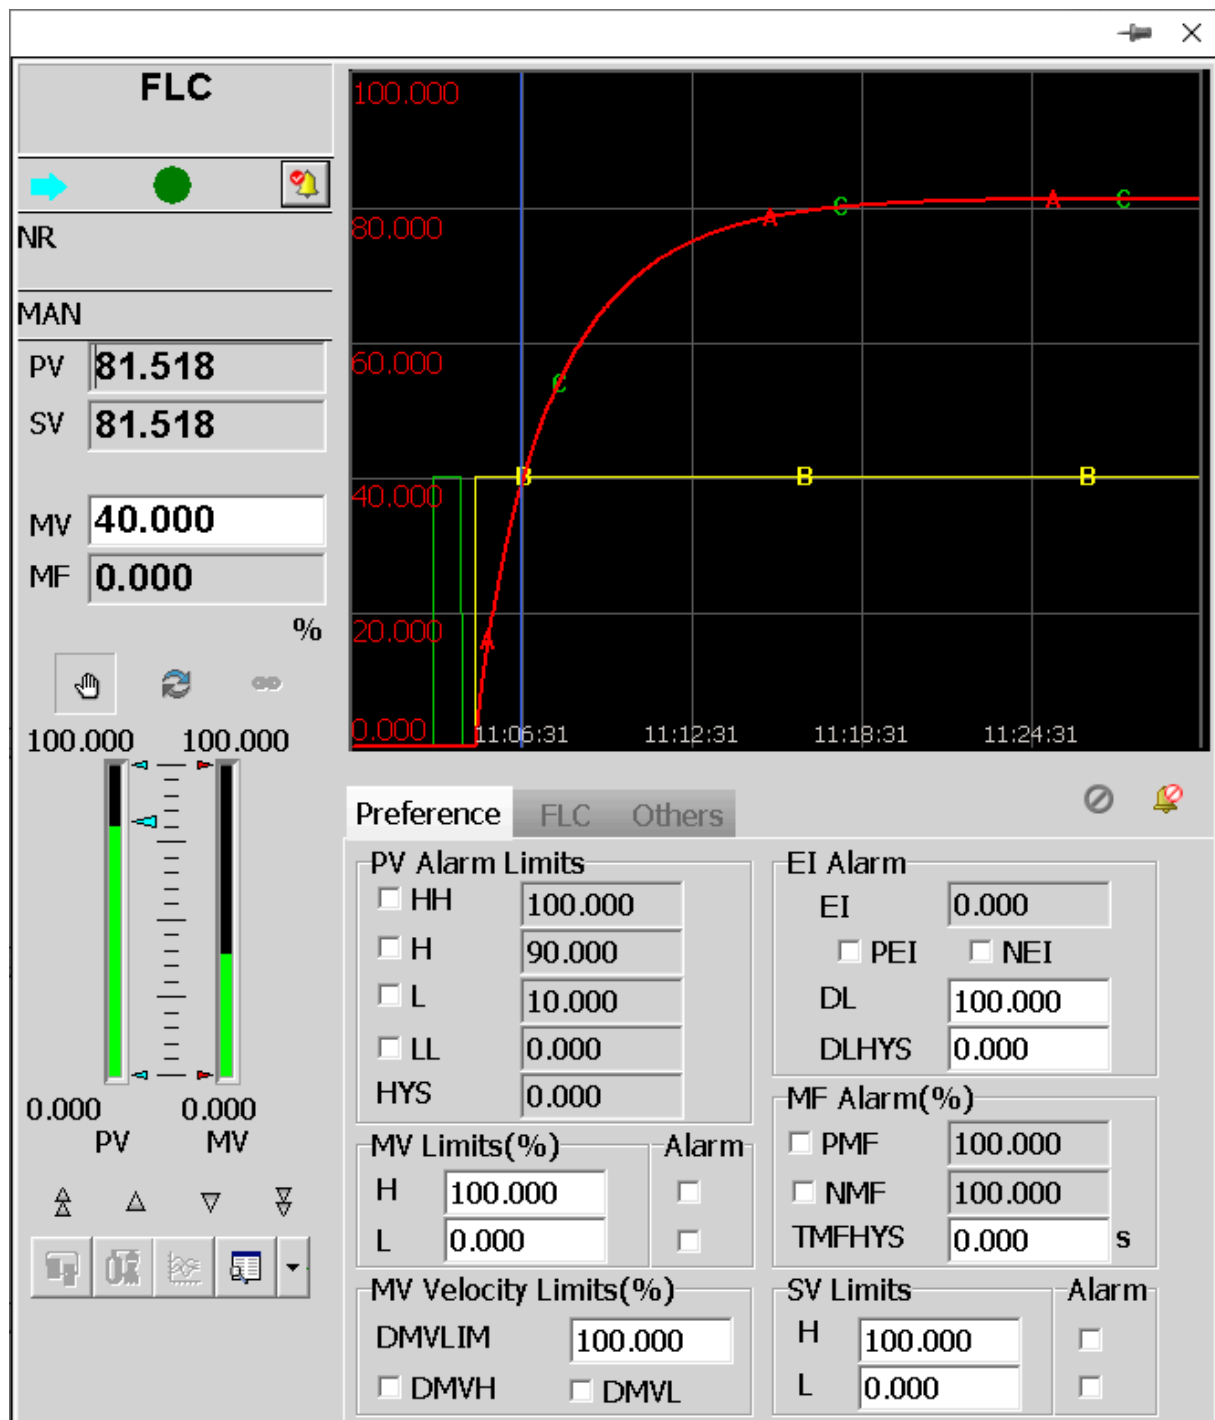 FLC
NR
MAN
PV 81.518
SV 81.518
MV 40.000
MF 0.000
%
100.000 100.000
0.000 0.000
PV MV
100.000
80.000
60.000
40.000
20.000
0.000
A C A C
C
B B B
A
11:06:31 11:12:31 11:18:31 11:24:31
Preference FLC Others
PV Alarm Limits
HH 100.000
H 90.000
L 10.000
LL 0.000
HYS 0.000
MV Limits(%) Alarm
H 100.000
L 0.000
MV Velocity Limits(%)
DMVLIM 100.000
DMVH DMVL
EI Alarm
EI 0.000
PEI NEI
DL 100.000
DLHYS 0.000
MF Alarm(%)
PMF 100.000
NMF 100.000
TMFHYS 0.000 s
SV Limits Alarm
H 100.000
L 0.000